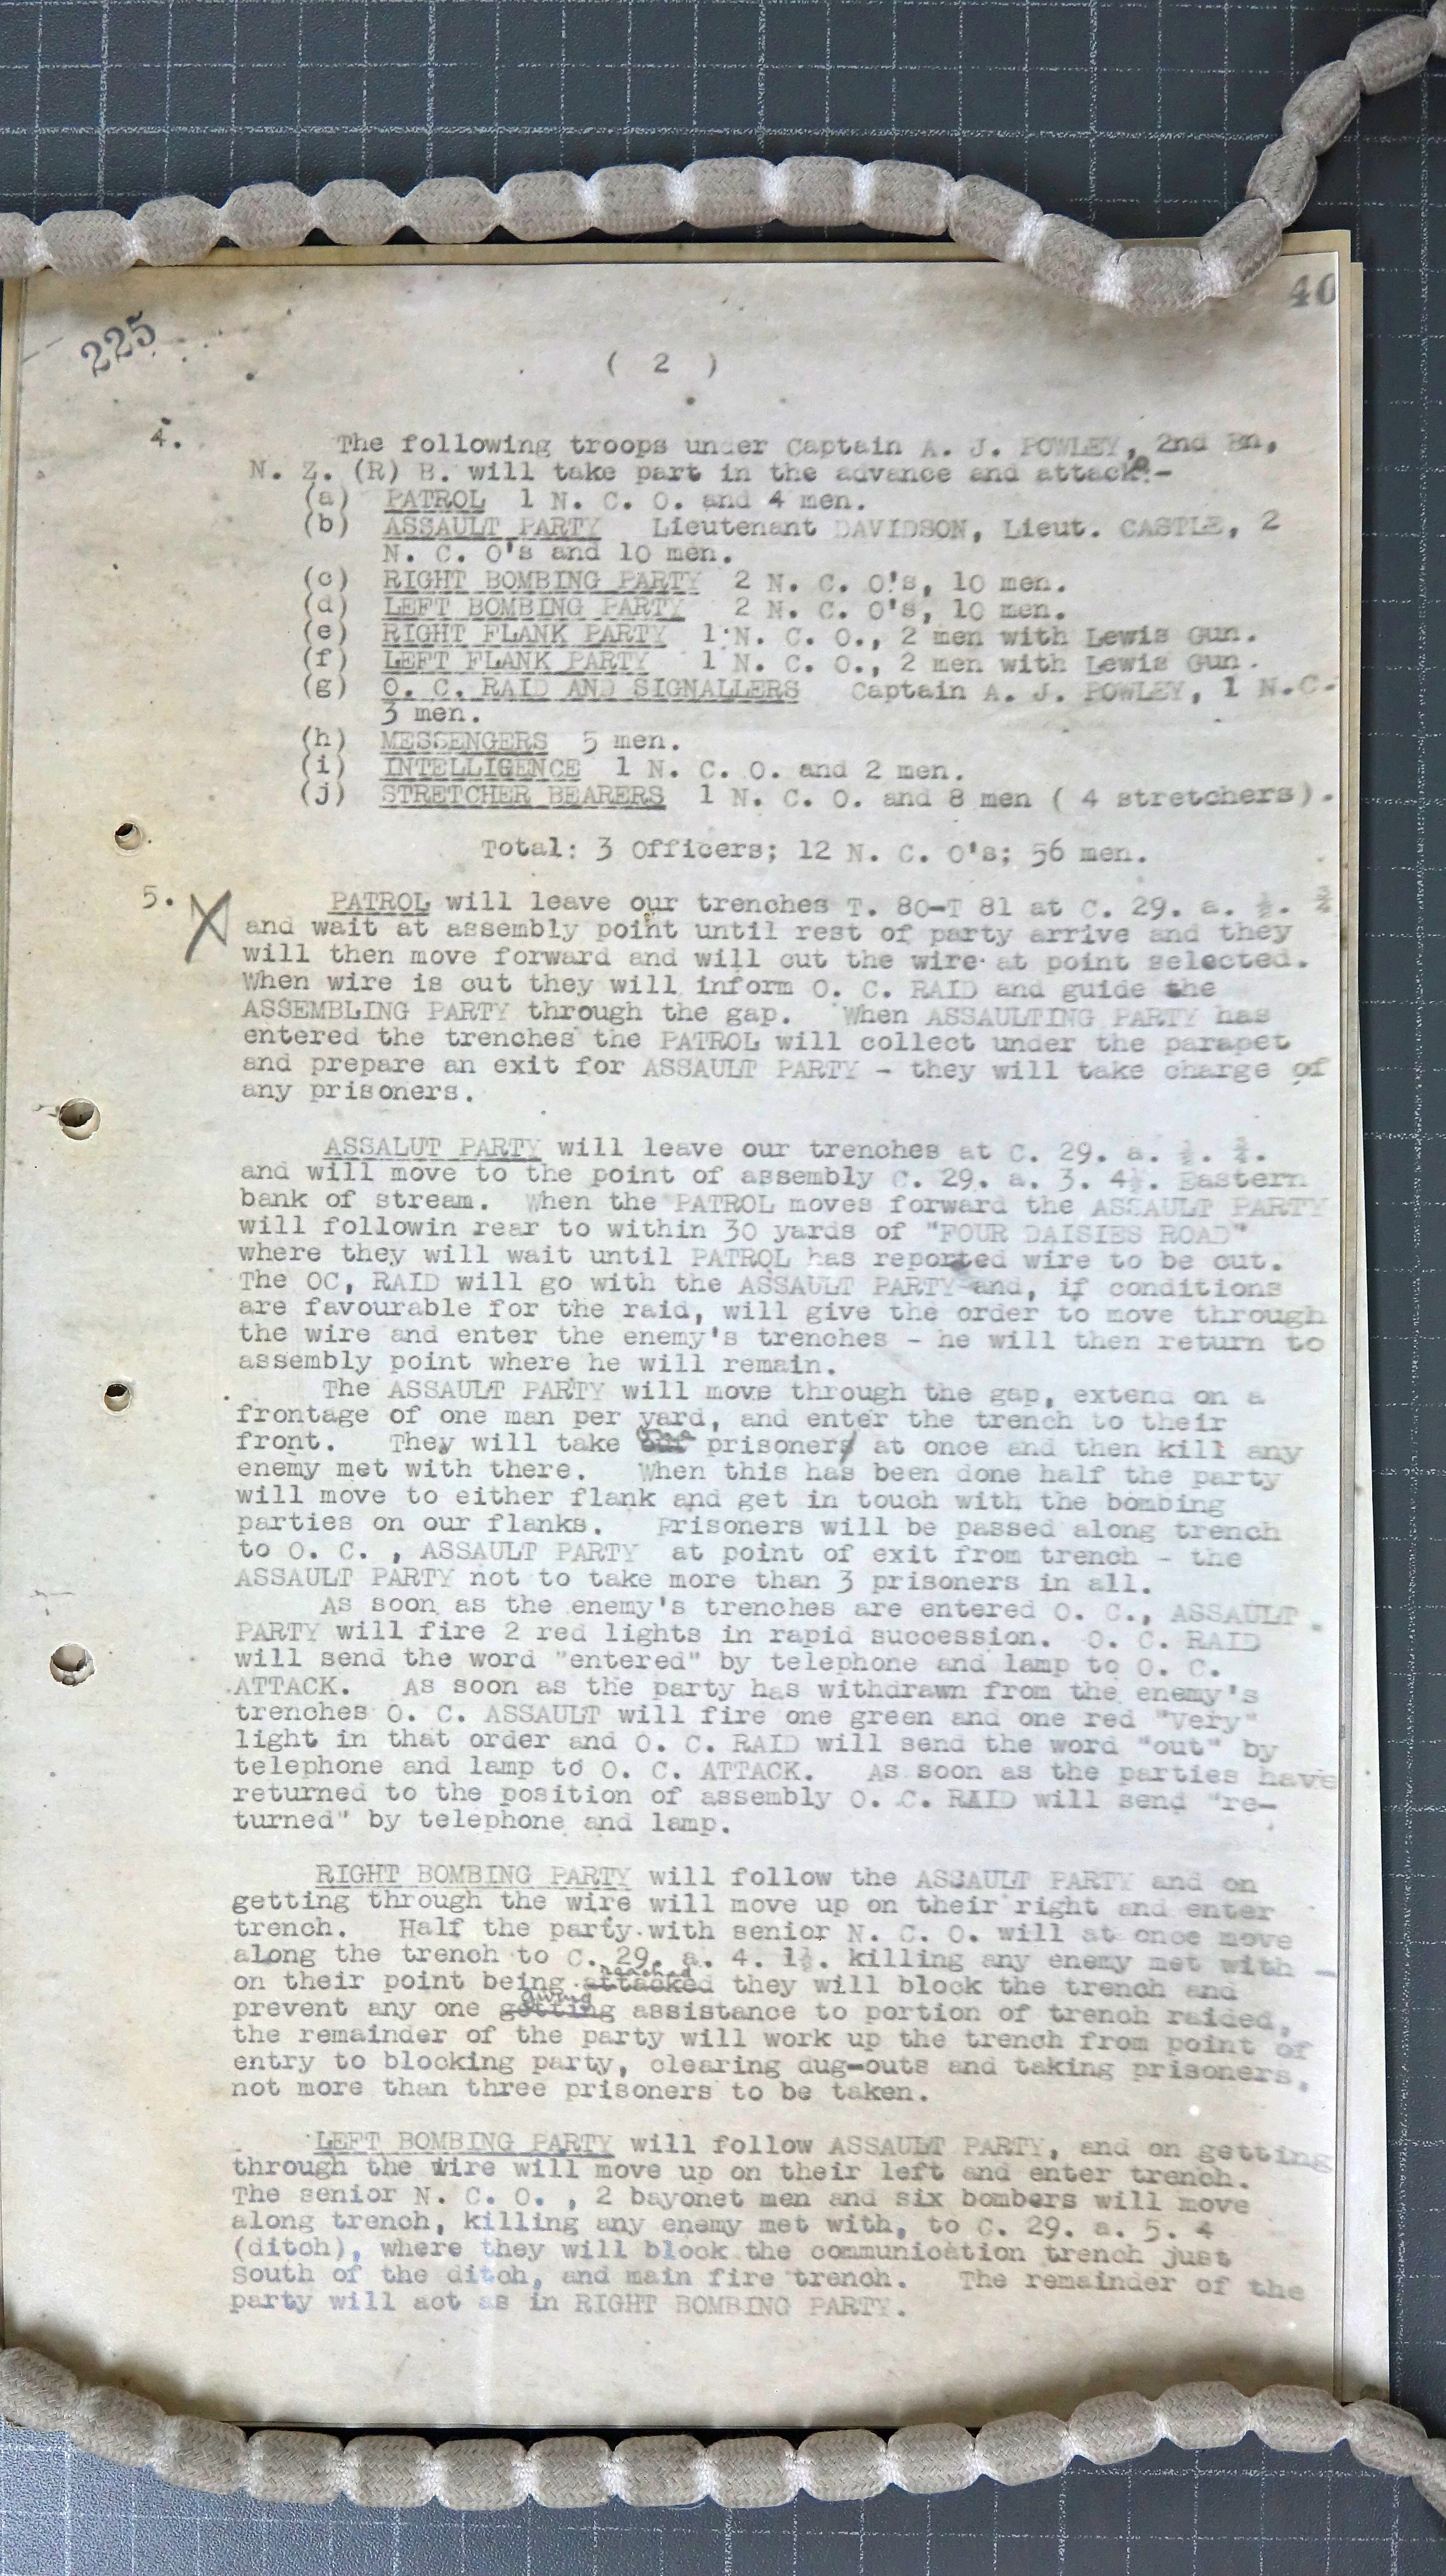 40
225
( 2 )
4. The following troops under Captain A. J. POWLEY, 2nd Bn,
N. Z. (R) B. will take part in the advance and attack:-
(a) PATROL 1 N. C. O. and 4 men.
(b) ASSAULT PARTY Lieutenant DAVIDSON, Lieut. CASTLE, 2
N. C. O's and 10 men.
(c) RIGHT BOMBING PARTY 2 N. C. O's, 10 men.
(d) LEFT BOMBING PARTY 2 N. C. O's, 10 men.
(e) RIGHT FLANK PARTY 1 N. C. O., 2 men with Lewis Gun.
(f) LEFT FLANK PARTY 1 N. C. O., 2 men with Lewis Gun.
(g) O. C. RAID AND SIGNALLERS Captain A. J. POWLEY, 1 N.C.
3 men.
(h) MESSENGERS 5 men.
(i) INTELLIGENCE 1 N. C. O. and 2 men.
(j) STRETCHER BEARERS 1 N. C. O. and 8 men ( 4 stretchers).
Total: 3 Officers; 12 N. C. O's; 56 men.
5. X PATROL will leave our trenches T. 80-T 81 at C. 29. a. ½. ¾
and wait at assembly point until rest of party arrive and they
will then move forward and will cut the wire at point selected.
When wire is cut they will inform O. C. RAID and guide the
ASSEMBLING PARTY through the gap. When ASSAULTING PARTY has
entered the trenches the PATROL will collect under the parapet
and prepare an exit for ASSAULT PARTY - they will take charge of
any prisoners.
ASSALUT PARTY will leave our trenches at C. 29. a. ½. ¾.
and will move to the point of assembly C. 29. a. 3. 4½. Eastern
bank of stream. When the PATROL moves forward the ASSAULT PARTY
will followin rear to within 30 yards of "FOUR DAISIES ROAD"
where they will wait until PATROL has reported wire to be cut.
The OC, RAID will go with the ASSAULT PARTY and, if conditions
are favourable for the raid, will give the order to move through
the wire and enter the enemy's trenches - he will then return to
assembly point where he will remain.
The ASSAULT PARTY will move through the gap, extend on a
frontage of one man per yard, and enter the trench to their
front. They will take one prisoner at once and then kill any
enemy met with there. When this has been done half the party
will move to either flank and get in touch with the bombing
parties on our flanks. Prisoners will be passed along trench
to O. C. , ASSAULT PARTY at point of exit from trench - the
ASSAULT PARTY not to take more than 3 prisoners in all.
As soon as the enemy's trenches are entered O. C., ASSAULT
PARTY will fire 2 red lights in rapid succession. O. C. RAID
will send the word "entered" by telephone and lamp to O. C.
ATTACK. As soon as the party has withdrawn from the enemy's
trenches O. C. ASSAULT will fire one green and one red "Very"
light in that order and O. C. RAID will send the word "out" by
telephone and lamp to O. C. ATTACK. As soon as the parties have
returned to the position of assembly O. C. RAID will send "re-
turned" by telephone and lamp.
RIGHT BOMBING PARTY will follow the ASSAULT PARTY and on
getting through the wire will move up on their right and enter
trench. Half the party with senior N. C. O. will at once move
along the trench to C. 29. a. 4. 1½. killing any enemy met with -
on their point being attacked reached they will block the trench and
prevent any one getting giving assistance to portion of trench raided,
the remainder of the party will work up the trench from point of
entry to blocking party, clearing dug-outs and taking prisoners,
not more than three prisoners to be taken.
LEFT BOMBING PARTY will follow ASSAULT PARTY, and on getting
through the wire will move up on their left and enter trench.
The senior N. C. O. , 2 bayonet men and six bombers will move
along trench, killing any enemy met with, to C. 29. a. 5. 4
(ditch), where they will block the communication trench just
South of the ditch, and main fire trench. The remainder of the
party will act as in RIGHT BOMBING PARTY.